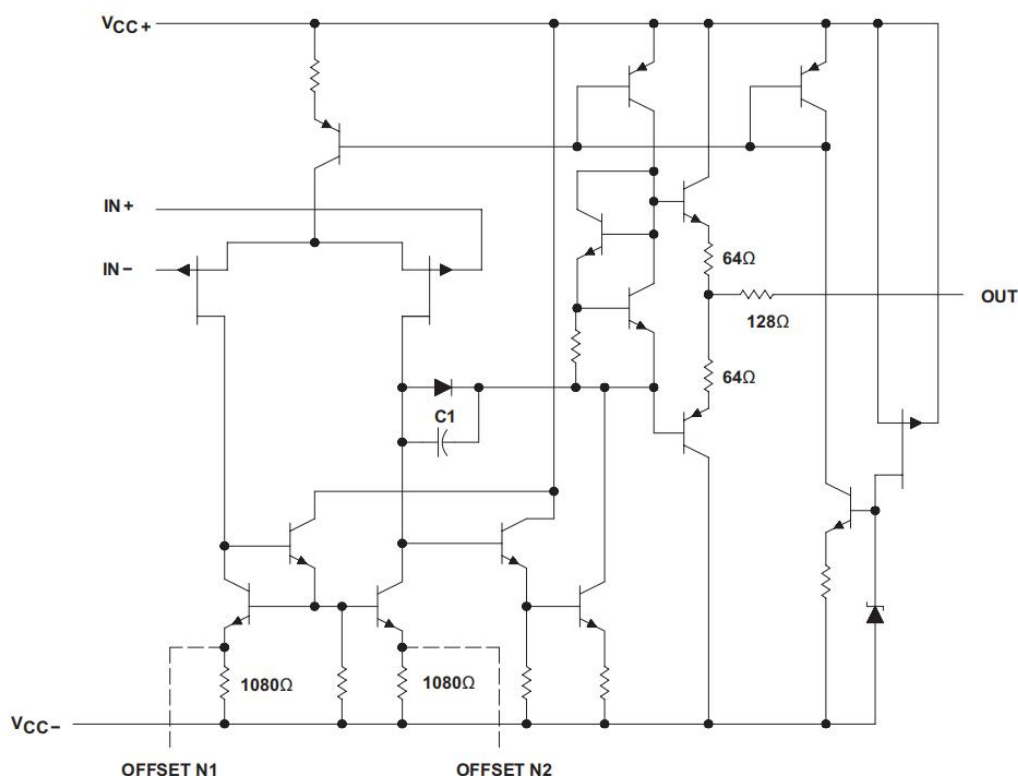 VCC+
IN+
IN−
64Ω
OUT
128Ω
64Ω
C1
1080Ω
1080Ω
VCC−
OFFSET N1
OFFSET N2